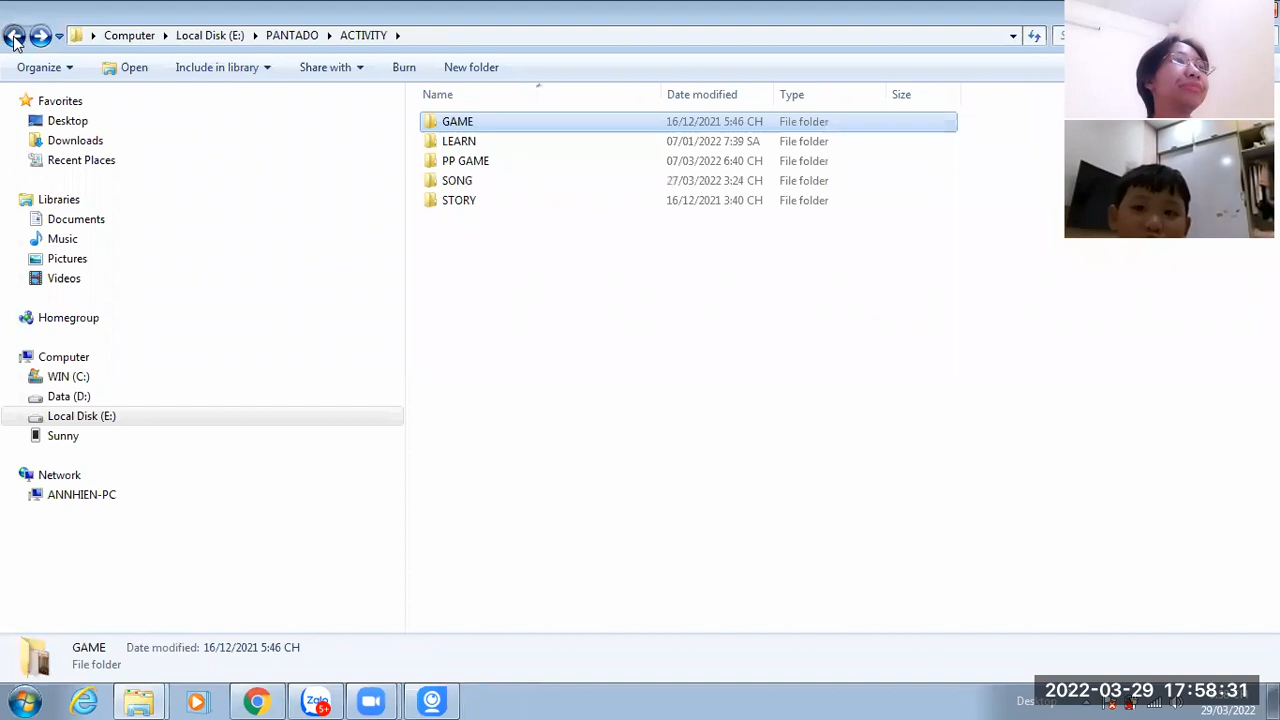 Computer Local Disk (E:) PANTADO ACTIVITY
Organize Open Include in library Share with Burn New folder
Name Date modified Type Size
Favorites
Desktop
Downloads
Recent Places
Libraries
Documents
Music
Pictures
Videos
Homegroup
Computer
WIN (C:)
Data (D:)
Local Disk (E:)
Sunny
Network
ANNHIEN-PC
GAME 16/12/2021 5:46 CH File folder
LEARN 07/01/2022 7:39 SA File folder
PP GAME 07/03/2022 6:40 CH File folder
SONG 27/03/2022 3:24 CH File folder
STORY 16/12/2021 3:40 CH File folder
GAME Date modified: 16/12/2021 5:46 CH
File folder
Zalo 5+
Desktop
2022-03-29 17:58:31
29/03/2022